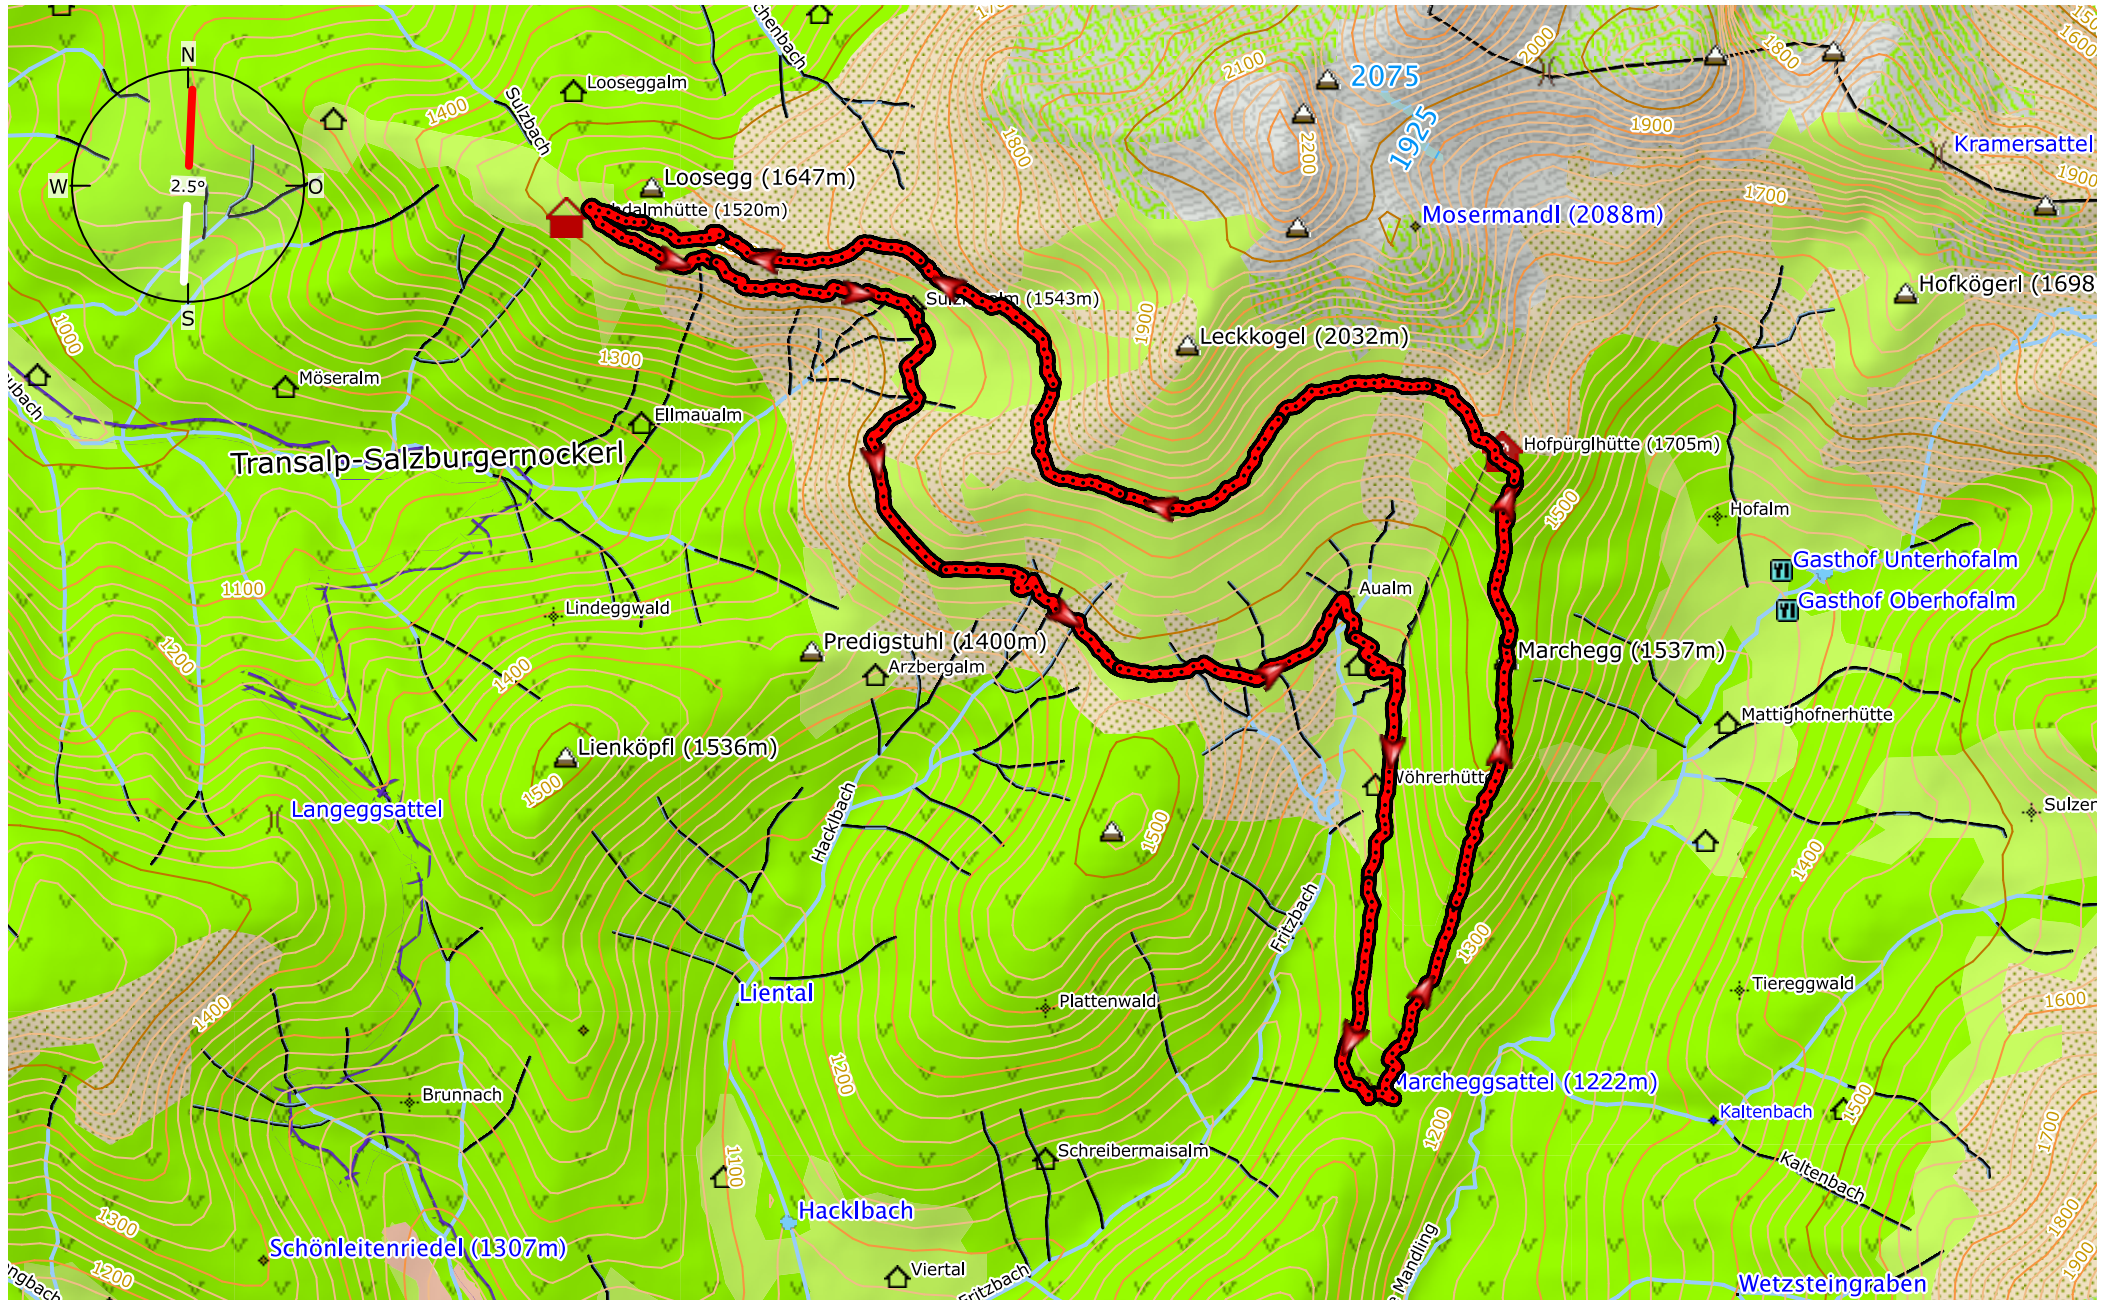 N
W
2.5°
O
S
1400
Sulzbach
Looseggalm
Loosegg (1647m)
(1520m)
1800
2100
2075
1925
2200
2000
1800
1900
1700
1600
Kramersattel
1900
Mosermandl (2088m)
Hofkögerl (1698
(1543m)
1900
Leckkogel (2032m)
1000
Möseralm
1300
Ellmaualm
Transalp-Salzburgernockerl
Hofpürglhütte (1705m)
1500
Hofalm
Gasthof Unterhofalm
Gasthof Oberhofalm
1100
Lindeggwald
1200
1400
Predigstuhl (1400m)
Arzbergalm
Aualm
Marchegg (1537m)
Mattighofnerhütte
Lienköpfl (1536m)
1500
Langeggsattel
Hacklbach
1500
Wöhrerhütte
Sulzer
1400
Fritzbach
1300
1400
Liental
Plattenwald
Tiereggwald
1600
1200
Brunnach
Marcheggsattel (1222m)
1200
Kaltenbach
1500
1700
1100
Schreibermaisalm
Kaltenbach
1300
Hacklbach
1800
Schönleitenriedel (1307m)
1200
Viertal
Fritzbach
Mandling
Wetzsteingraben
1900